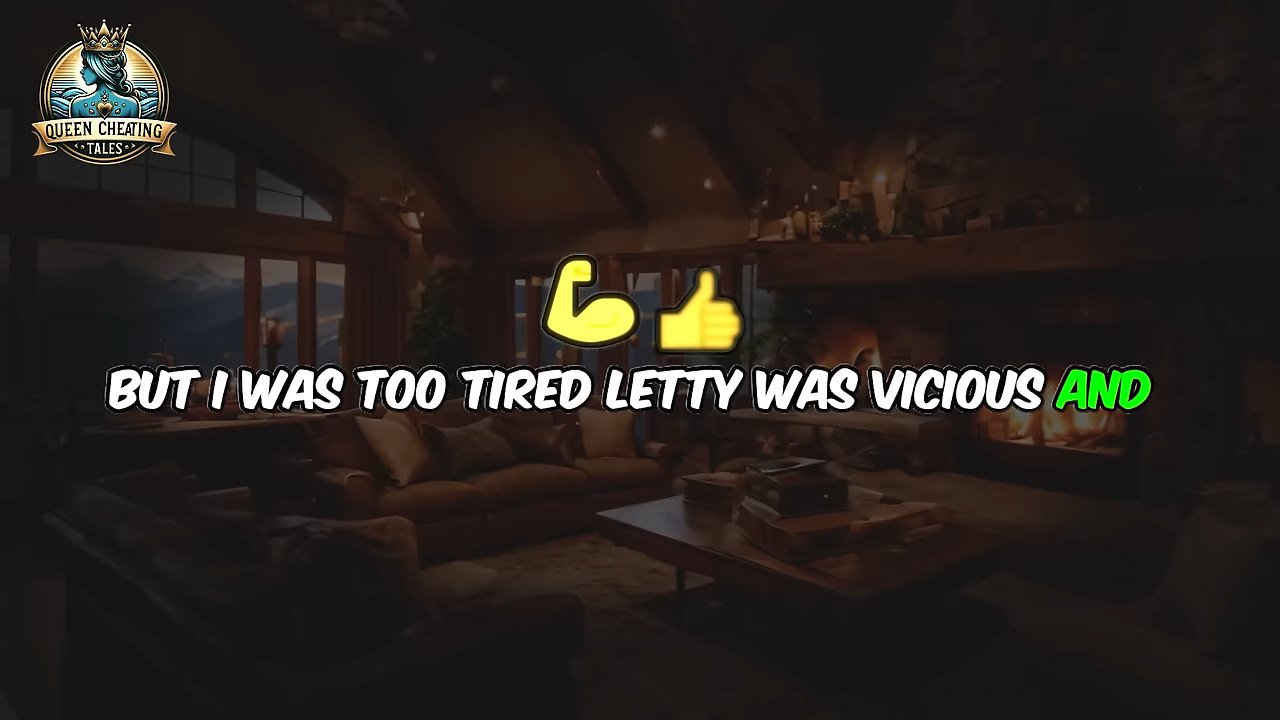 QUEEN CHEATING
TALES
BUT I WAS TOO TIRED LETTY WAS VICIOUS AND